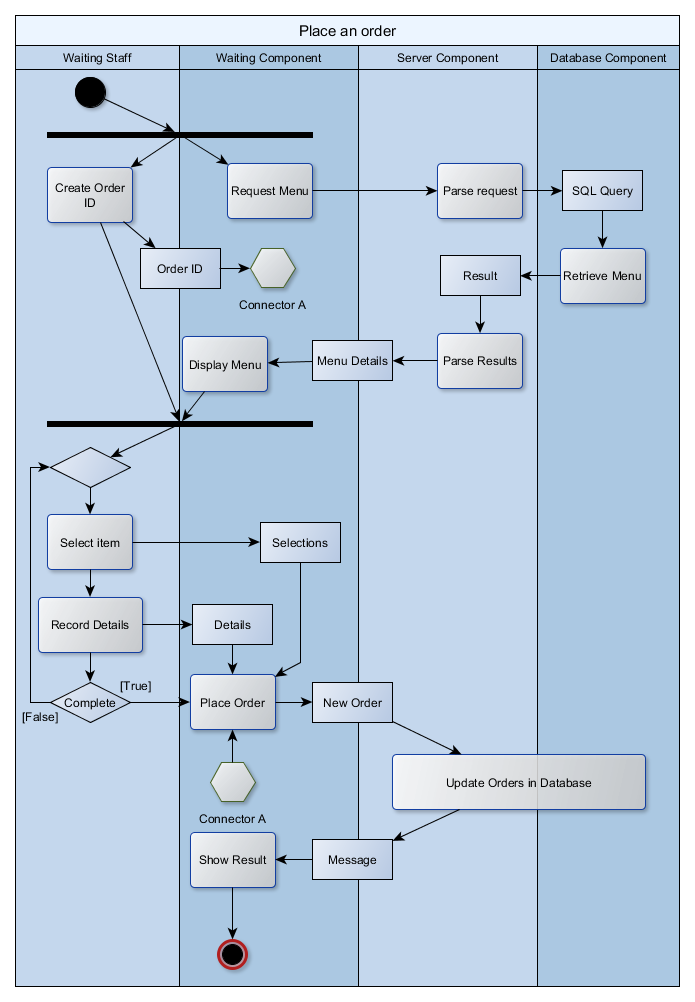 Place an order
Waiting Staff
Waiting Component
Server Component
Database Component
Create Order
ID
Request Menu
Parse request
SQL Query
Order ID
Connector A
Result
Retrieve Menu
Display Menu
Menu Details
Parse Results
Select item
Selections
Record Details
Details
[True]
Complete
[False]
Place Order
New Order
Update Orders in Database
Connector A
Show Result
Message